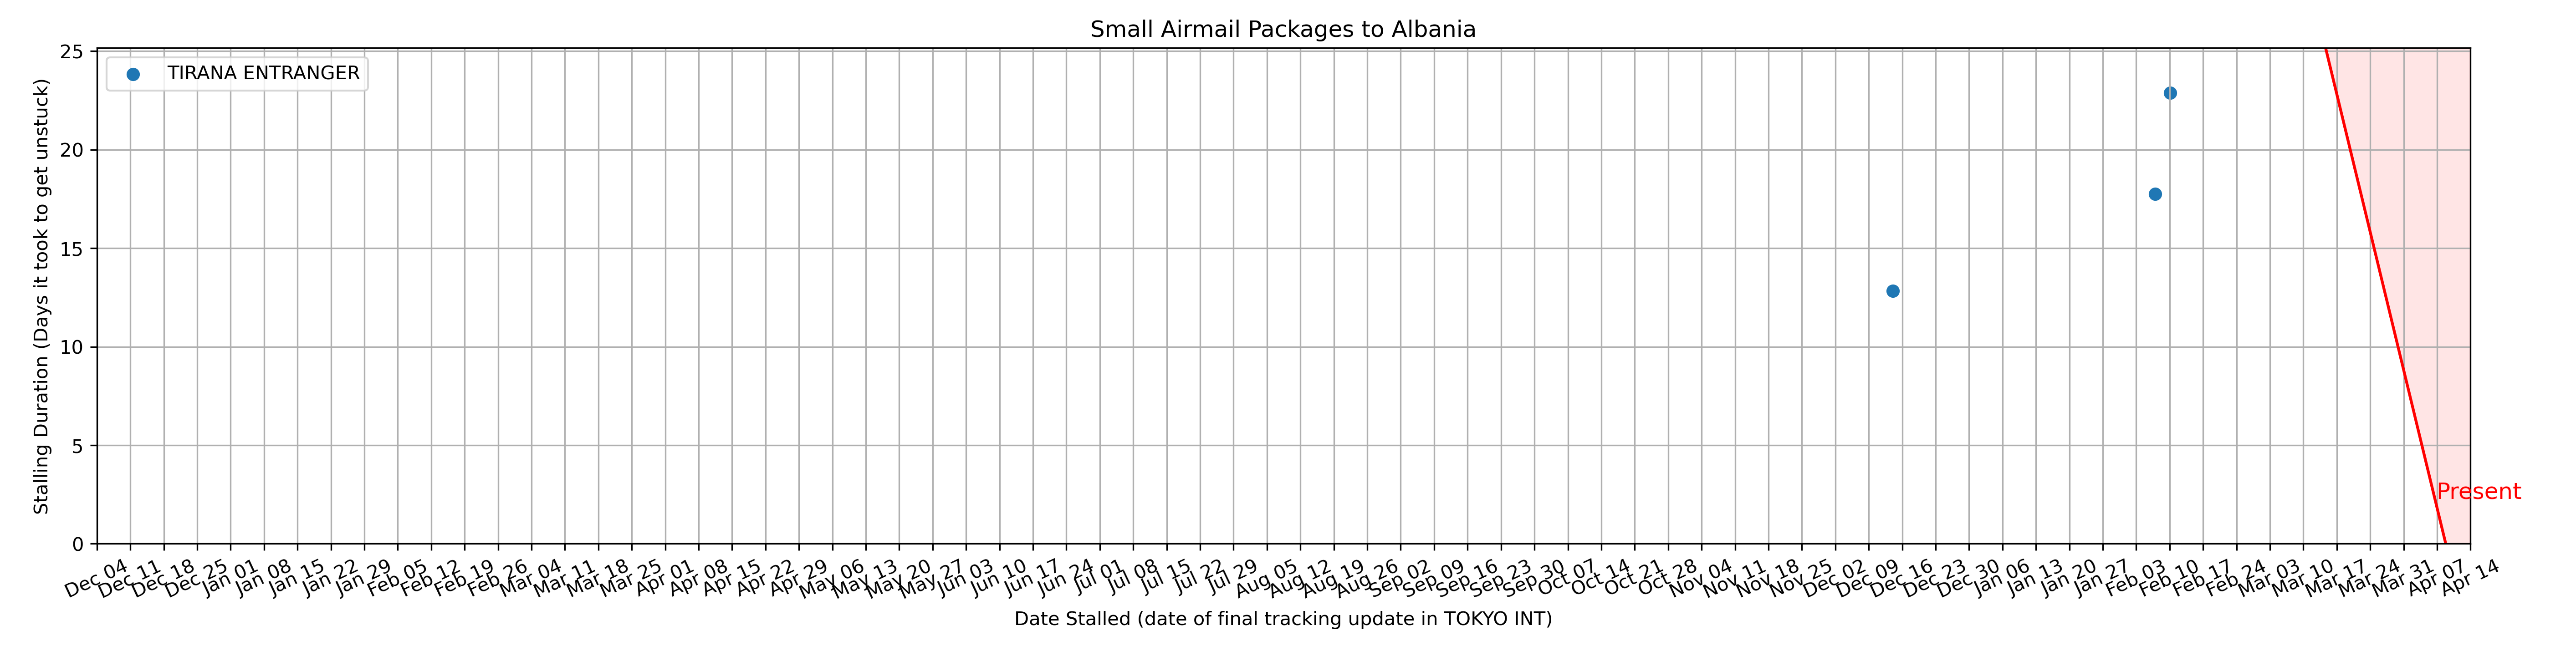 Small Airmail Packages to Albania
TIRANA ENTRANGER
Stalling Duration (Days it took to get unstuck)
25
20
15
10
5
0
Present
Dec 04 Dec 11 Dec 18 Dec 25 Jan 01 Jan 08 Jan 15 Jan 22 Jan 29 Feb 05 Feb 12 Feb 19 Feb 26 Mar 04 Mar 11 Mar 18 Mar 25 Apr 01 Apr 08 Apr 15 Apr 22 Apr 29 May 06 May 13 May 20 May 27 Jun 03 Jun 10 Jun 17 Jun 24 Jul 01 Jul 08 Jul 15 Jul 22 Jul 29 Aug 05 Aug 12 Aug 19 Aug 26 Sep 02 Sep 09 Sep 16 Sep 23 Sep 30 Oct 07 Oct 14 Oct 21 Oct 28 Nov 04 Nov 11 Nov 18 Nov 25 Dec 02 Dec 09 Dec 16 Dec 23 Dec 30 Jan 06 Jan 13 Jan 20 Jan 27 Feb 03 Feb 10 Feb 17 Feb 24 Mar 03 Mar 10 Mar 17 Mar 24 Mar 31 Apr 07 Apr 14
Date Stalled (date of final tracking update in TOKYO INT)